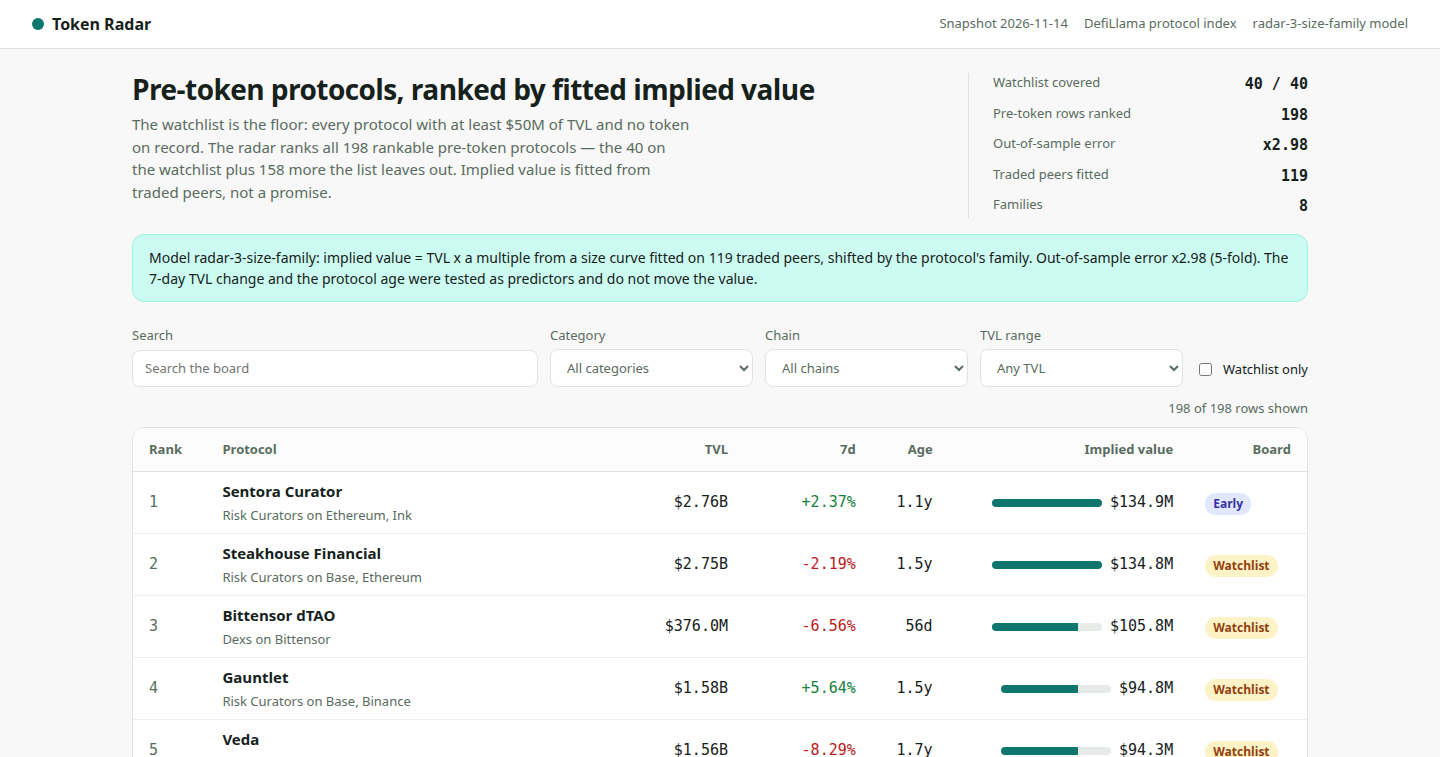 Token Radar
Snapshot 2026-11-14 DefiLlama protocol index radar-3-size-family model
Pre-token protocols, ranked by fitted implied value
The watchlist is the floor: every protocol with at least $50M of TVL and no token
on record. The radar ranks all 198 rankable pre-token protocols — the 40 on
the watchlist plus 158 more the list leaves out. Implied value is fitted from
traded peers, not a promise.
Watchlist covered 40 / 40
Pre-token rows ranked 198
Out-of-sample error x2.98
Traded peers fitted 119
Families 8
Model radar-3-size-family: implied value = TVL x a multiple from a size curve fitted on 119 traded peers, shifted by the protocol's family. Out-of-sample error x2.98 (5-fold). The
7-day TVL change and the protocol age were tested as predictors and do not move the value.
Search Category Chain TVL range
Search the board All categories All chains Any TVL Watchlist only
198 of 198 rows shown
Rank Protocol TVL 7d Age Implied value Board
1 Sentora Curator $2.76B +2.37% 1.1y $134.9M Early
Risk Curators on Ethereum, Ink
2 Steakhouse Financial $2.75B -2.19% 1.5y $134.8M Watchlist
Risk Curators on Base, Ethereum
3 Bittensor dTAO $376.0M -6.56% 56d $105.8M Watchlist
Dexs on Bittensor
4 Gauntlet $1.58B +5.64% 1.5y $94.8M Watchlist
Risk Curators on Base, Binance
5 Veda $1.56B -8.29% 1.7y $94.3M Watchlist